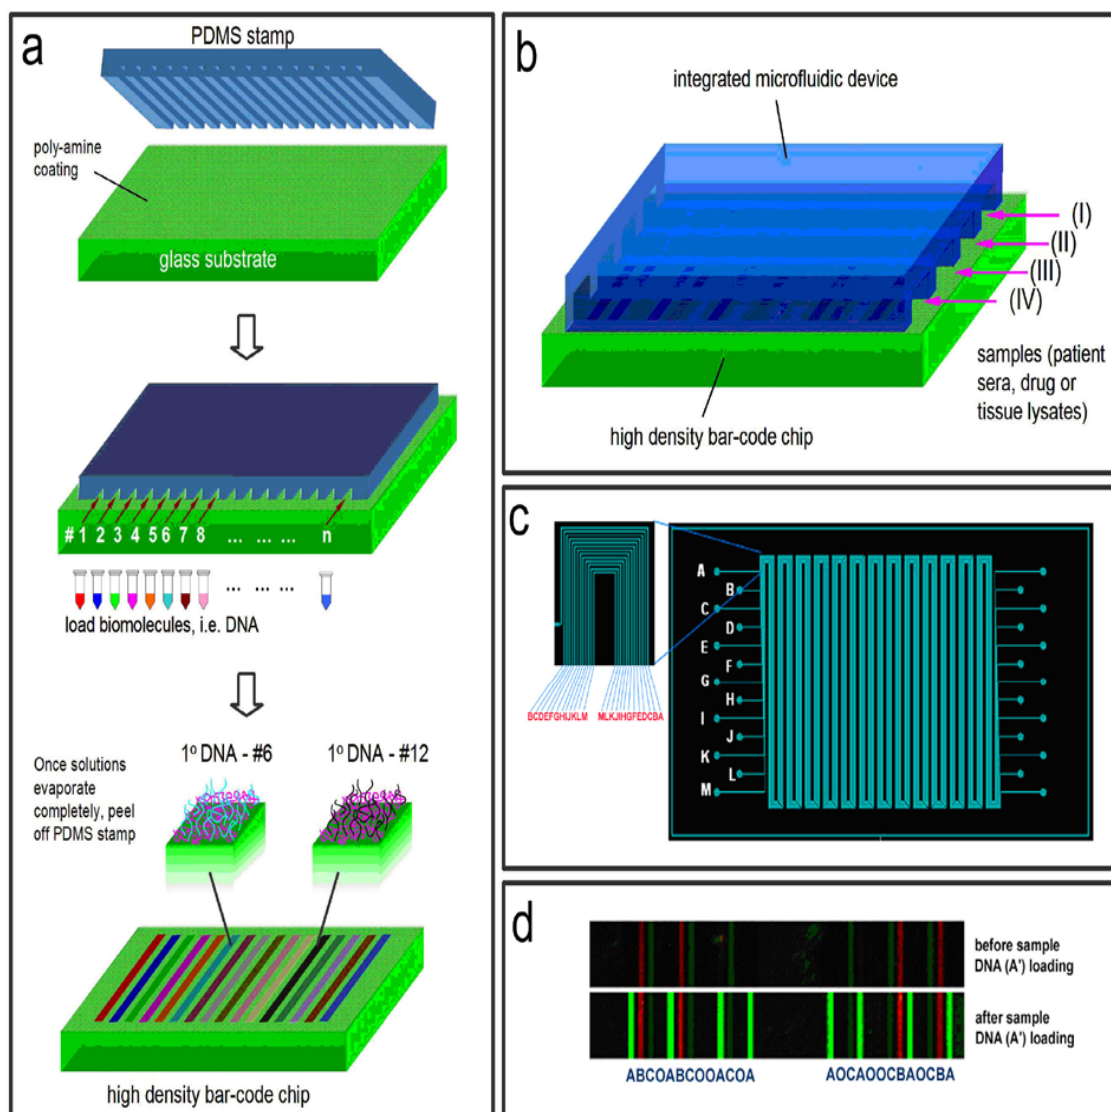 a
PDMS stamp
poly-amine
coating
glass substrate
#1 2 3 4 5 6 7 8 ... ... ... n
... ... ...
load biomolecules, i.e. DNA
1º DNA - #6
1º DNA - #12
Once solutions
evaporate
completely, peel
off PDMS stamp
high density bar-code chip
b
integrated microfluidic device
(I)
(II)
(III)
(IV)
samples (patient
sera, drug or
tissue lysates)
high density bar-code chip
c
A
B
C
D
E
F
G
H
I
J
K
L
M
BCDEFGHIJKLM
MLKJIHGFEDCBA
d
before sample
DNA (A') loading
after sample
DNA (A') loading
ABCOABCOOACOA
AOCAOOCBAOCBA